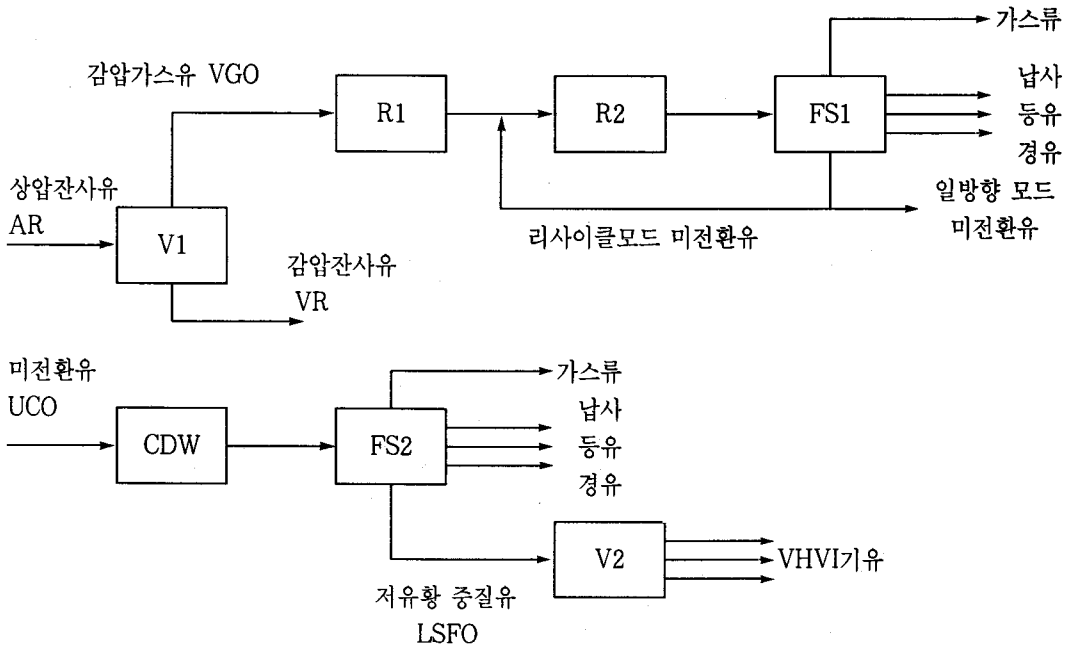 가스류
감압가스유 VGO
납사
R1
R2
FS1
등유
경유
상압잔사유
AR
일방향 모드
미전환유
V1
리사이클모드 미전환유
감압잔사유
VR
미전환유
UCO
가스류
납사
CDW
FS2
등유
경유
V2
VHVI기유
저유황 중질유
LSFO